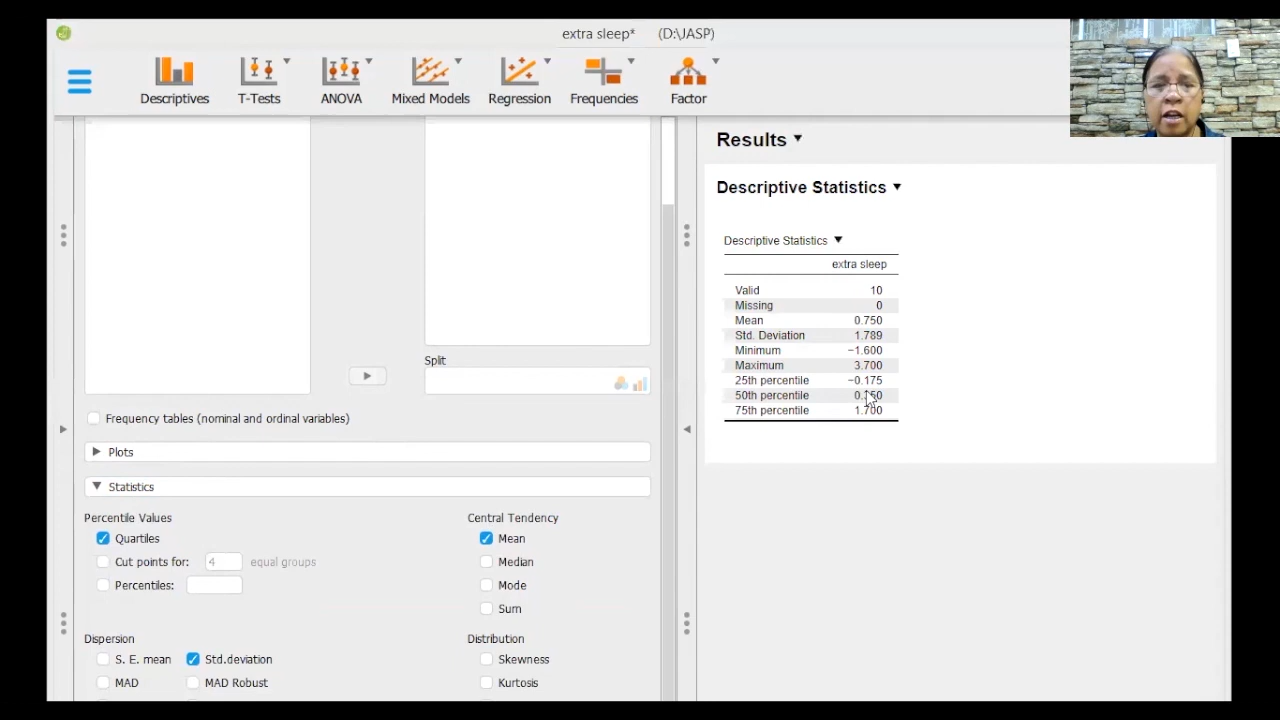 extra sleep* (D:\JASP)
Descriptives T-Tests ANOVA Mixed Models Regression Frequencies Factor
Split
Frequency tables (nominal and ordinal variables)
Plots
Statistics
Percentile Values
Quartiles
Cut points for: 4 equal groups
Percentiles:
Central Tendency
Mean
Median
Mode
Sum
Dispersion
S. E. mean Std.deviation
MAD MAD Robust
Distribution
Skewness
Kurtosis
Results
Descriptive Statistics
Descriptive Statistics
extra sleep
Valid 10
Missing 0
Mean 0.750
Std. Deviation 1.789
Minimum −1.600
Maximum 3.700
25th percentile −0.175
50th percentile
75th percentile 1.700